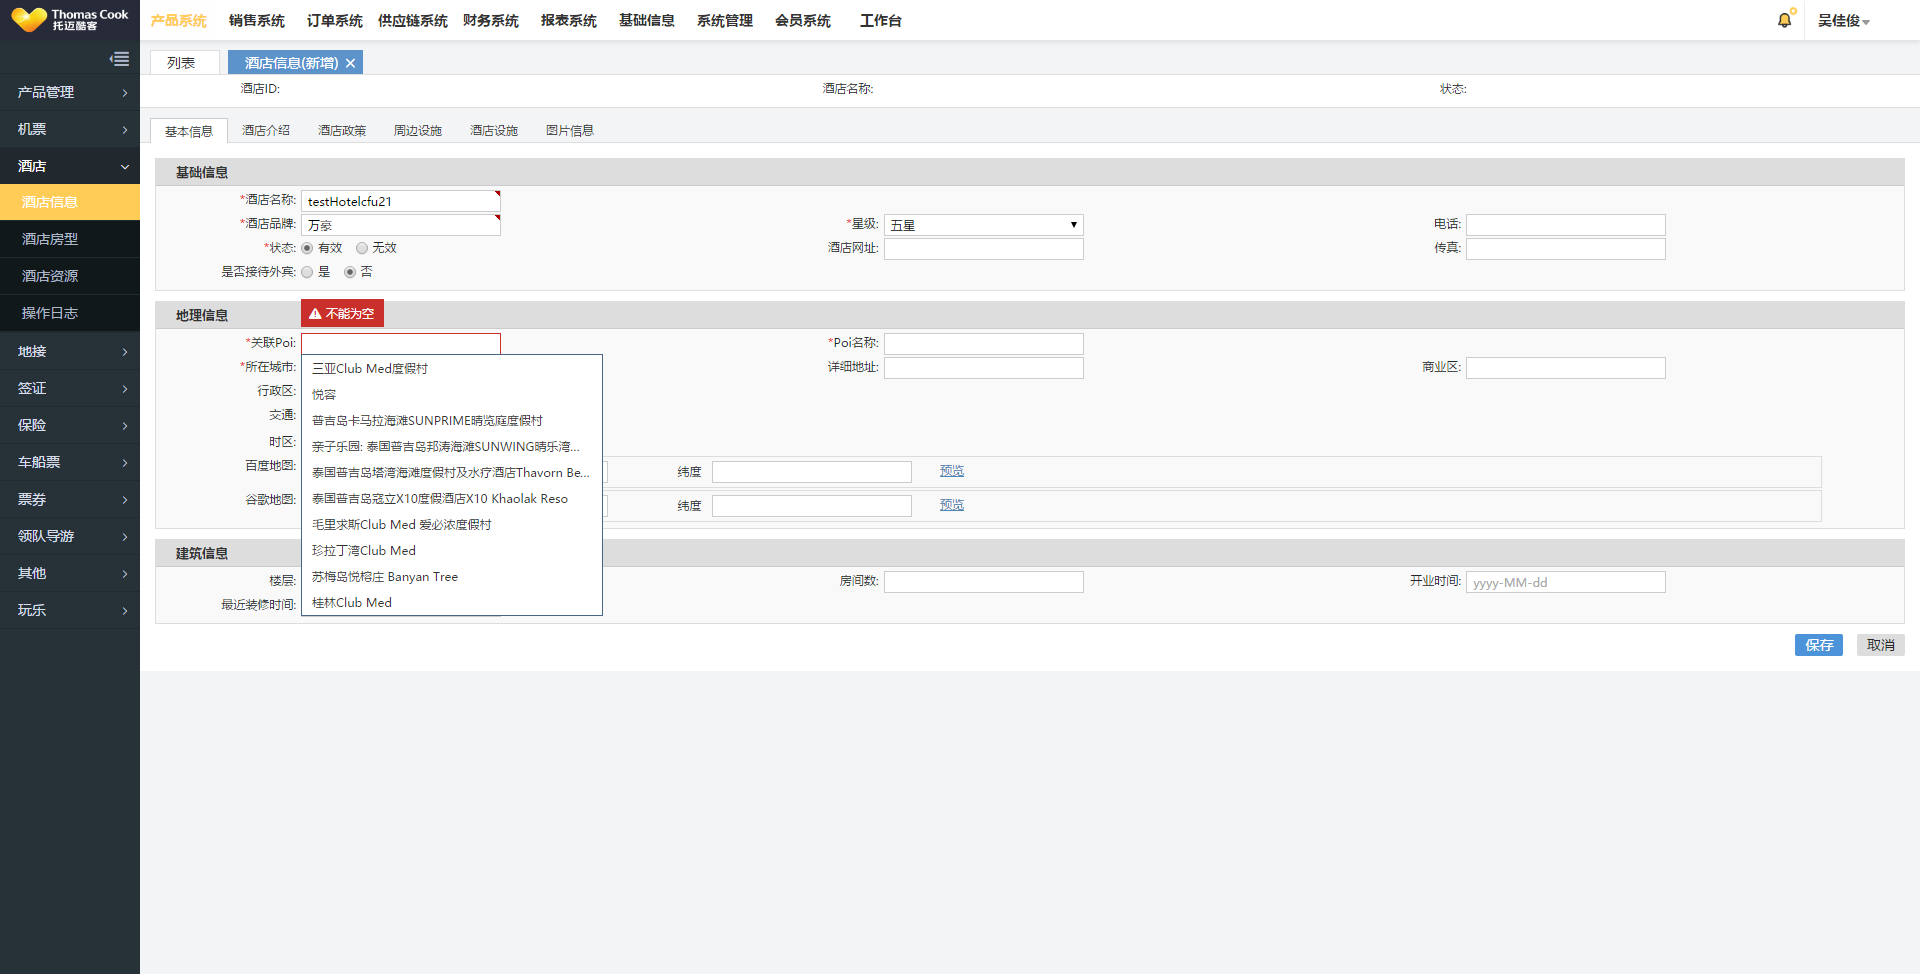 Thomas Cook
托迈酷客
产品系统 销售系统 订单系统 供应链系统 财务系统 报表系统 基础信息 系统管理 会员系统 工作台
吴佳俊
产品管理
机票
酒店
酒店信息
酒店房型
酒店资源
操作日志
地接
签证
保险
车船票
票券
领队导游
其他
玩乐
列表 酒店信息(新增) ×
酒店ID: 酒店名称: 状态:
基本信息 酒店介绍 酒店政策 周边设施 酒店设施 图片信息
基础信息
*酒店名称: testHotelcfu21
*酒店品牌: 万豪 *星级: 五星 电话:
*状态: 有效 无效 酒店网址: 传真:
是否接待外宾: 是 否
地理信息 不能为空
*关联Poi: *Poi名称:
*所在城市: 详细地址: 商业区:
行政区:
交通:
时区:
百度地图: 纬度 预览
谷歌地图: 纬度 预览
三亚Club Med度假村
悦容
普吉岛卡马拉海滩SUNPRIME晴览庭度假村
亲子乐园: 泰国普吉岛邦涛海滩SUNWING晴乐湾...
泰国普吉岛塔湾海滩度假村及水疗酒店Thavorn Be...
泰国普吉岛寇立X10度假酒店X10 Khaolak Reso
毛里求斯Club Med 爱必浓度假村
珍拉丁湾Club Med
苏梅岛悦榕庄 Banyan Tree
桂林Club Med
建筑信息
楼层: 房间数: 开业时间: yyyy-MM-dd
最近装修时间:
保存 取消